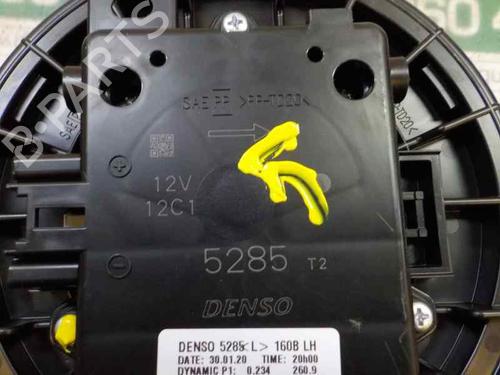 SAE PP >PP-TD20<
-TD20<
12V
12C1
5285 T2
DENSO
DENSO 5285<L> 160B LH
DATE: 30.01.20 TIME: 20h00
DYNAMIC P1: 0.234 260.9
B-PARTS